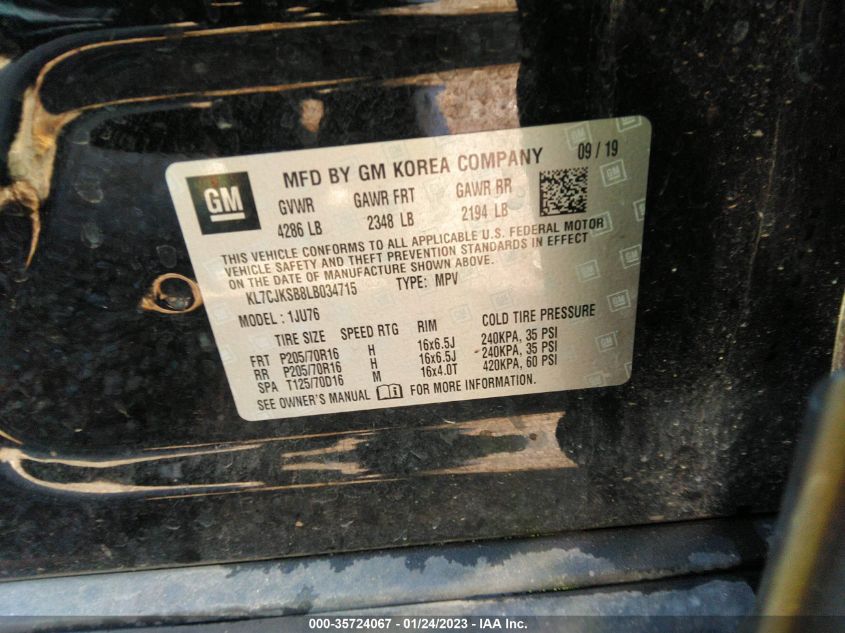 GM
MFD BY GM KOREA COMPANY 09 / 19
GVWR GAWR FRT GAWR RR
4286 LB 2348 LB 2194 LB
THIS VEHICLE CONFORMS TO ALL APPLICABLE U.S. FEDERAL MOTOR
VEHICLE SAFETY AND THEFT PREVENTION STANDARDS IN EFFECT
ON THE DATE OF MANUFACTURE SHOWN ABOVE.
KL7CJKSB8LB034715 TYPE: MPV
MODEL: 1JU76
TIRE SIZE SPEED RTG RIM COLD TIRE PRESSURE
FRT P205/70R16 H 16x6.5J 240KPA, 35 PSI
RR P205/70R16 H 16x6.5J 240KPA, 35 PSI
SPA T125/70D16 M 16x4.0T 420KPA, 60 PSI
SEE OWNER'S MANUAL FOR MORE INFORMATION.
000-35724067 - 01/24/2023 - IAA Inc.